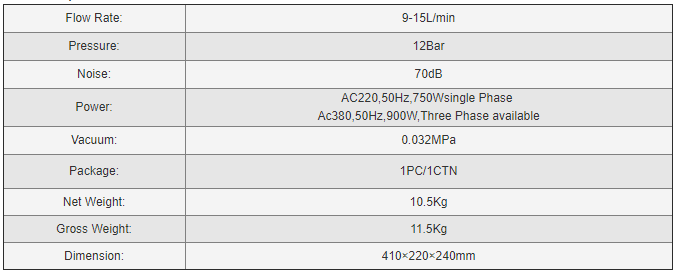 Flow Rate: 9-15L/min
Pressure: 12Bar
Noise: 70dB
Power: AC220,50Hz,750Wsingle Phase
Ac380,50Hz,900W,Three Phase available
Vacuum: 0.032MPa
Package: 1PC/1CTN
Net Weight: 10.5Kg
Gross Weight: 11.5Kg
Dimension: 410×220×240mm